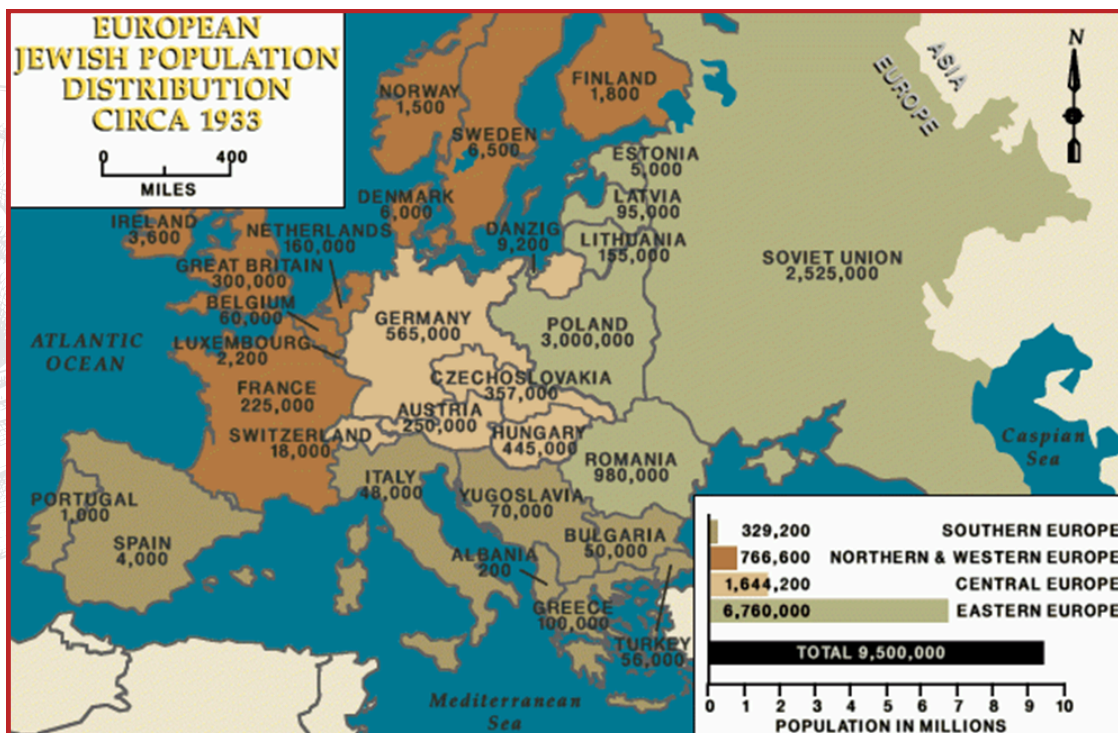 EUROPEAN
JEWISH POPULATION
DISTRIBUTION
CIRCA 1933
0 400
MILES
N
ASIA
EUROPE
NORWAY
1,500
FINLAND
1,800
SWEDEN
6,500
ESTONIA
5,000
DENMARK
6,000
LATVIA
95,000
IRELAND
3,600
NETHERLANDS
160,000
DANZIG
9,200
LITHUANIA
155,000
GREAT BRITAIN
300,000
SOVIET UNION
2,525,000
BELGIUM
60,000
GERMANY
565,000
POLAND
3,000,000
ATLANTIC
OCEAN
LUXEMBOURG
2,200
CZECHOSLOVAKIA
357,000
FRANCE
225,000
AUSTRIA
250,000
SWITZERLAND
18,000
HUNGARY
445,000
Caspian
Sea
ROMANIA
980,000
ITALY
48,000
YUGOSLAVIA
70,000
PORTUGAL
1,000
SPAIN
4,000
BULGARIA
50,000
ALBANIA
200
GREECE
100,000
TURKEY
56,000
Mediterranean
Sea
329,200 SOUTHERN EUROPE
766,600 NORTHERN & WESTERN EUROPE
1,644,200 CENTRAL EUROPE
6,760,000 EASTERN EUROPE
TOTAL 9,500,000
0 1 2 3 4 5 6 7 8 9 10
POPULATION IN MILLIONS